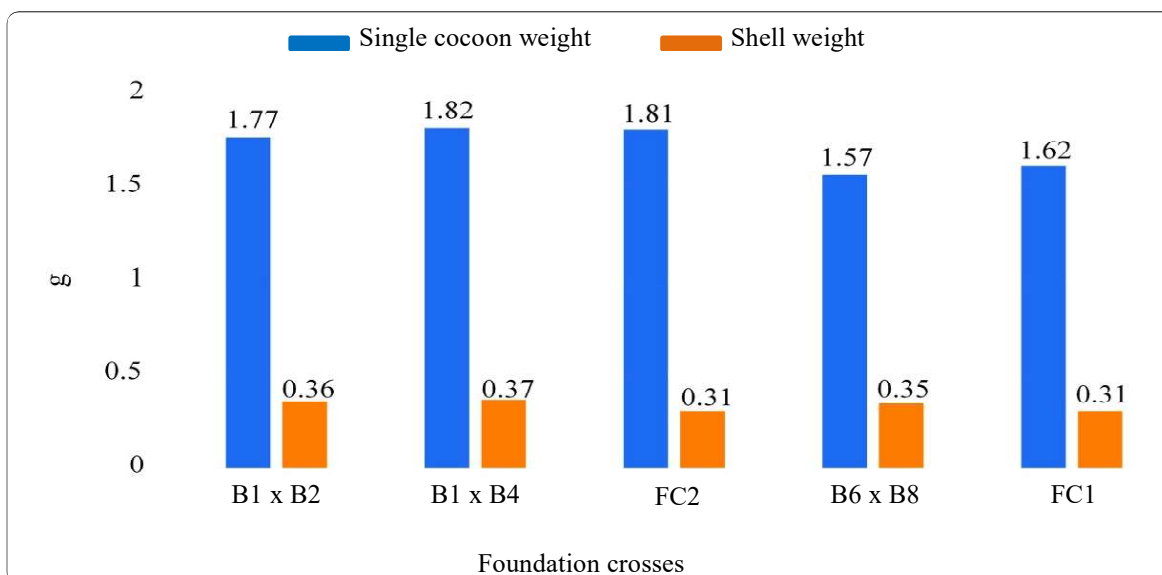 Single cocoon weight
Shell weight
2
1.5
1
0.5
0
g
1.77
1.82
1.81
1.57
1.62
0.36
0.37
0.31
0.35
0.31
B1 x B2
B1 x B4
FC2
B6 x B8
FC1
Foundation crosses